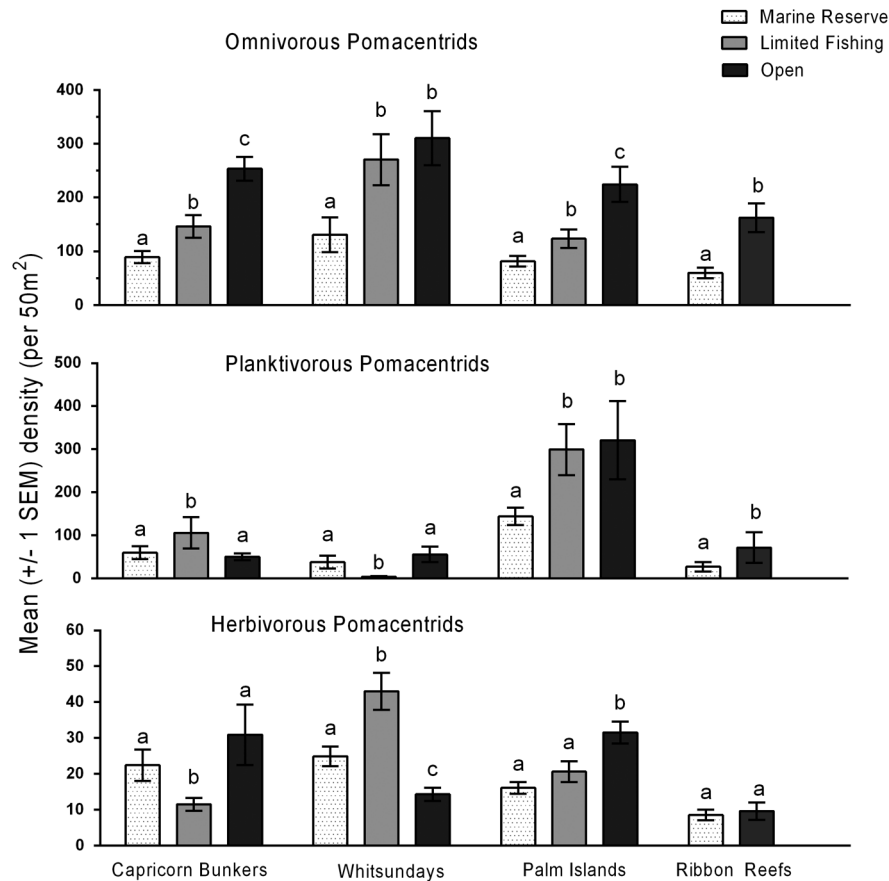 Marine Reserve
Limited Fishing
Open
Omnivorous Pomacentrids
400
300
200
100
0
a
b
c
a
b
b
a
b
c
a
b
Mean (+/- 1 SEM) density (per 50m²)
Planktivorous Pomacentrids
500
400
300
200
100
0
a
b
a
a
b
a
a
b
b
a
b
Herbivorous Pomacentrids
60
50
40
30
20
10
0
a
b
a
a
b
c
a
a
b
a
a
Capricorn Bunkers Whitsundays Palm Islands Ribbon Reefs